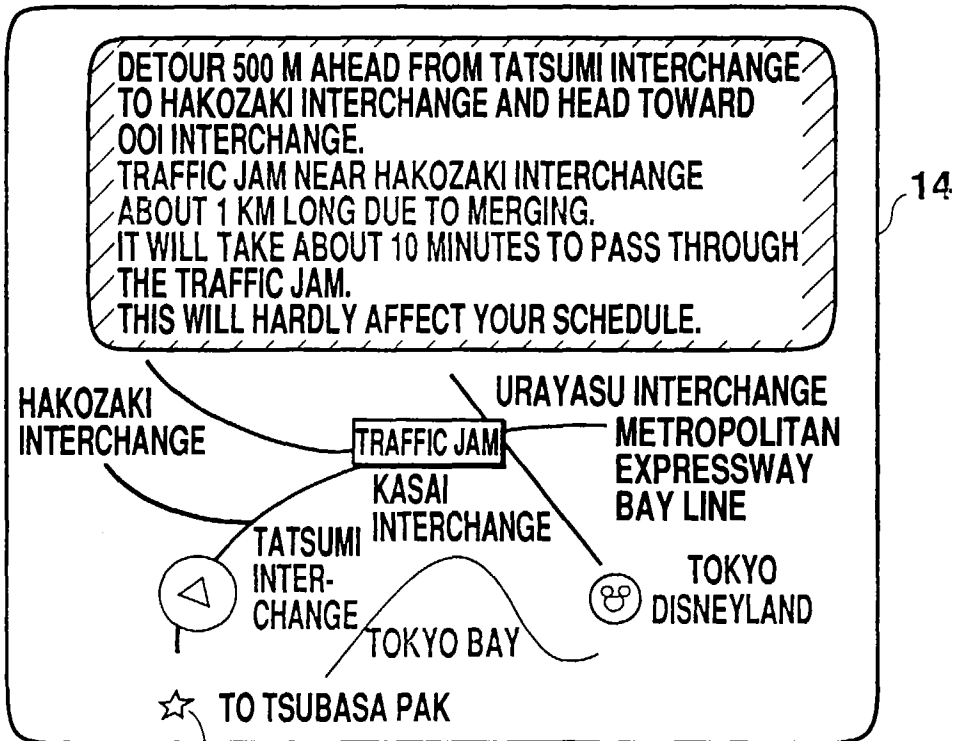 DETOUR 500 M AHEAD FROM TATSUMI INTERCHANGE
TO HAKOZAKI INTERCHANGE AND HEAD TOWARD
OOI INTERCHANGE.
TRAFFIC JAM NEAR HAKOZAKI INTERCHANGE
ABOUT 1 KM LONG DUE TO MERGING.
IT WILL TAKE ABOUT 10 MINUTES TO PASS THROUGH
THE TRAFFIC JAM.
THIS WILL HARDLY AFFECT YOUR SCHEDULE.
14
HAKOZAKI
INTERCHANGE
TRAFFIC JAM
URAYASU INTERCHANGE
METROPOLITAN
EXPRESSWAY
BAY LINE
KASAI
INTERCHANGE
TATSUMI
INTER-
CHANGE
TOKYO BAY
TOKYO
DISNEYLAND
TO TSUBASA PAK